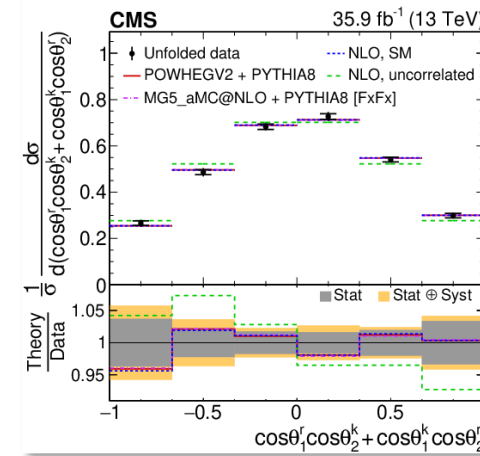 CMS
35.9 fb⁻¹ (13 TeV)
Unfolded data
NLO, SM
POWHEGV2 + PYTHIA8
NLO, uncorrelated
MG5_aMC@NLO + PYTHIA8 [FxFx]
1/σ dσ/d(cosθ₁ʳcosθ₂ᵏ+cosθ₁ᵏcosθ₂ʳ)
1
0.8
0.6
0.4
0.2
0
Stat
Stat ⊕ Syst
Theory
Data
1.05
1
0.95
−1
−0.5
0
0.5
cosθ₁ʳcosθ₂ᵏ+cosθ₁ᵏcosθ₂ʳ